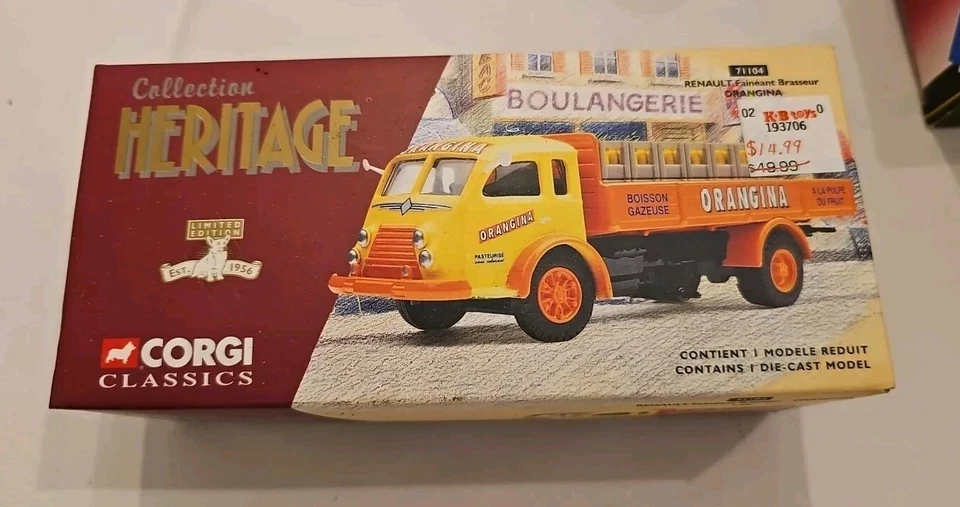 Collection
HERITAGE
LIMITED
EDITION
EST. 1956
CORGI
CLASSICS
71104
RENAULT Fainéant Brasseur
ORANGINA
02 K·B toys 0
193706
$14.99
$49.99
BOULANGERIE
ORANGINA
ORANGINA
PASTEURISE
BOISSON
GAZEUSE
ORANGINA
A LA PULPE
DU FRUIT
CONTIENT 1 MODELE REDUIT
CONTAINS 1 DIE-CAST MODEL